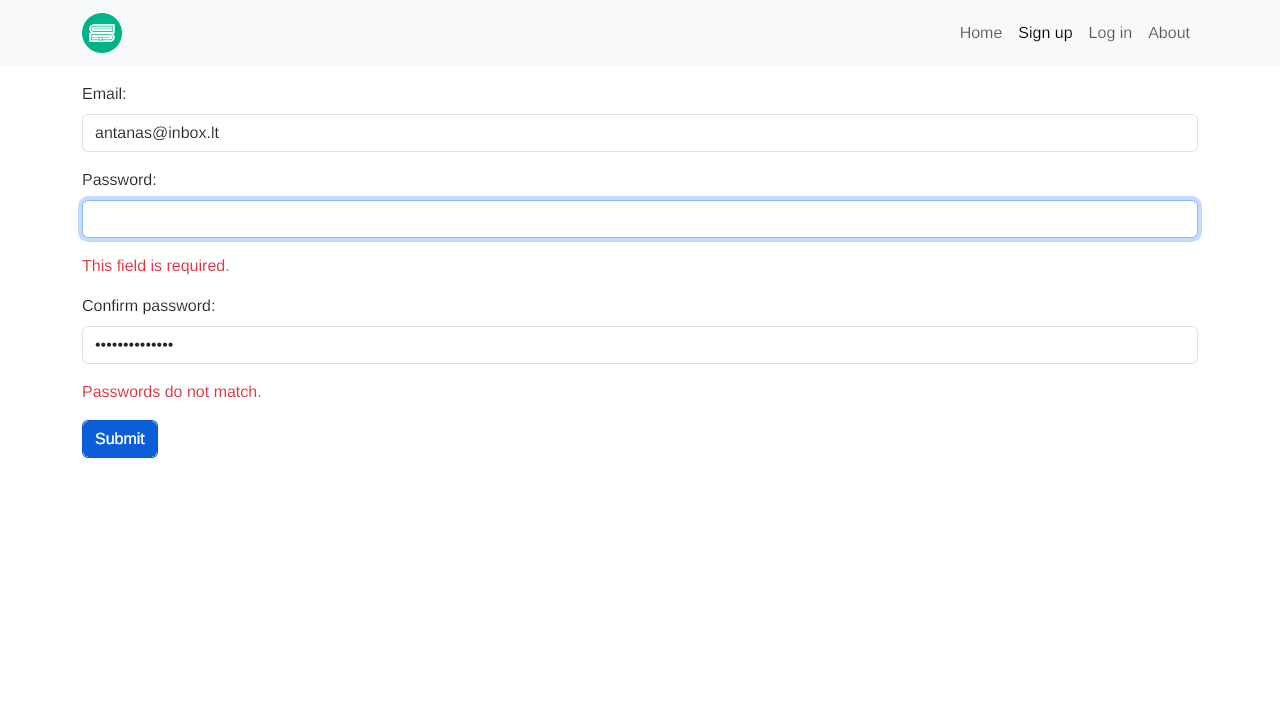 Home Sign up Log in About
Email:
antanas@inbox.lt
Password:
This field is required.
Confirm password:
••••••••••••••
Passwords do not match.
Submit